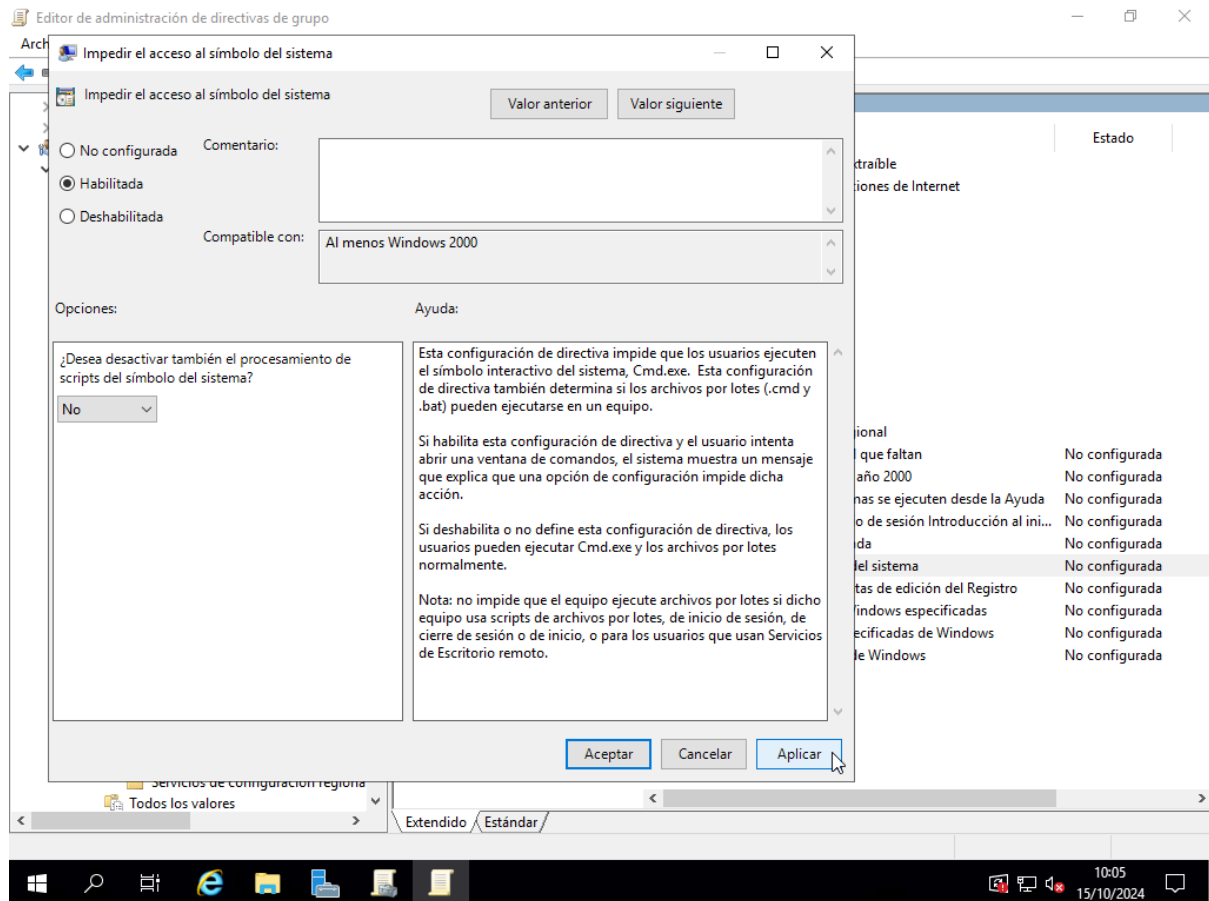 Editor de administración de directivas de grupo
Arch
Impedir el acceso al símbolo del sistema
Impedir el acceso al símbolo del sistema
Valor anterior
Valor siguiente
No configurada
Habilitada
Deshabilitada
Comentario:
Compatible con:
Al menos Windows 2000
Opciones:
Ayuda:
¿Desea desactivar también el procesamiento de
scripts del símbolo del sistema?
No
Esta configuración de directiva impide que los usuarios ejecuten
el símbolo interactivo del sistema, Cmd.exe. Esta configuración
de directiva también determina si los archivos por lotes (.cmd y
.bat) pueden ejecutarse en un equipo.
Si habilita esta configuración de directiva y el usuario intenta
abrir una ventana de comandos, el sistema muestra un mensaje
que explica que una opción de configuración impide dicha
acción.
Si deshabilita o no define esta configuración de directiva, los
usuarios pueden ejecutar Cmd.exe y los archivos por lotes
normalmente.
Nota: no impide que el equipo ejecute archivos por lotes si dicho
equipo usa scripts de archivos por lotes, de inicio de sesión, de
cierre de sesión o de inicio, o para los usuarios que usan Servicios
de Escritorio remoto.
Aceptar
Cancelar
Aplicar
Estado
xtraíble
ciones de Internet
gional
l que faltan No configurada
año 2000 No configurada
mas se ejecuten desde la Ayuda No configurada
o de sesión Introducción al ini... No configurada
ada No configurada
del sistema No configurada
tas de edición del Registro No configurada
Windows especificadas No configurada
ecificadas de Windows No configurada
de Windows No configurada
Servicios de configuración regiona
Todos los valores
Extendido
Estándar
10:05
15/10/2024